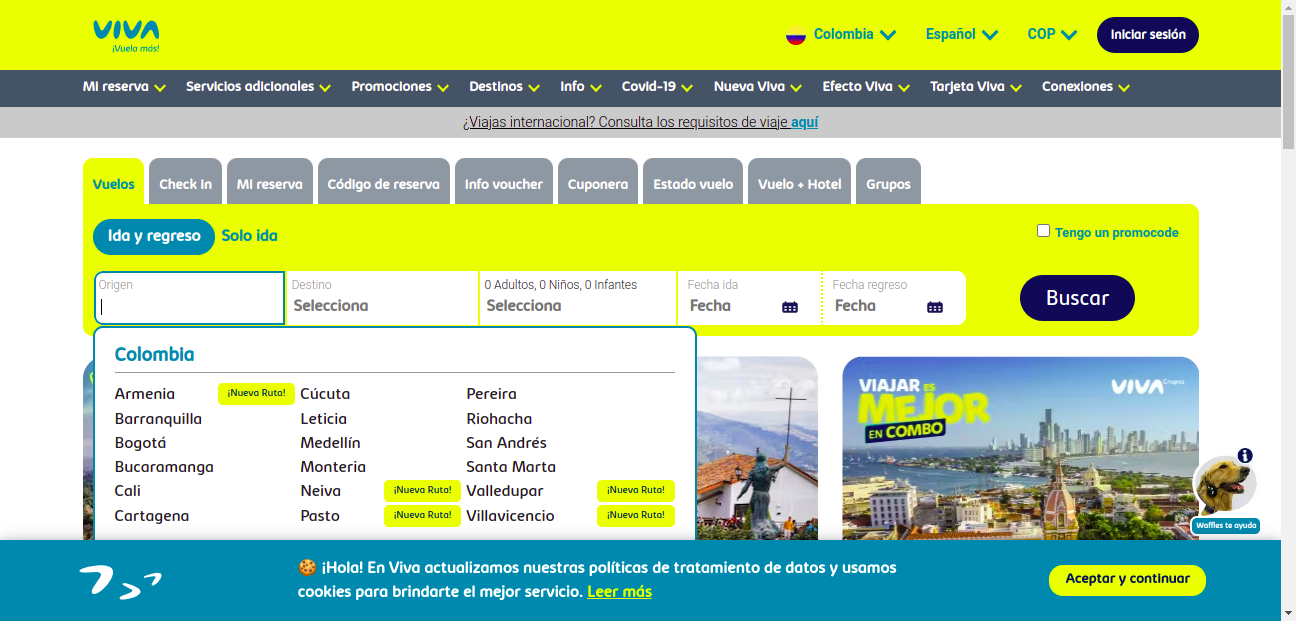 VIVA
¡Vuela más!
Colombia
Español
COP
Iniciar sesión
Mi reserva
Servicios adicionales
Promociones
Destinos
Info
Covid-19
Nueva Viva
Efecto Viva
Tarjeta Viva
Conexiones
¿Viajas internacional? Consulta los requisitos de viaje aquí
Vuelos
Check In
Mi reserva
Código de reserva
Info voucher
Cuponera
Estado vuelo
Vuelo + Hotel
Grupos
Ida y regreso
Solo ida
Tengo un promocode
Origen
Destino
Selecciona
0 Adultos, 0 Niños, 0 Infantes
Selecciona
Fecha ida
Fecha
Fecha regreso
Fecha
Buscar
Colombia
Armenia ¡Nueva Ruta!
Barranquilla
Bogotá
Bucaramanga
Cali
Cartagena
Cúcuta
Leticia
Medellín
Monteria
Neiva ¡Nueva Ruta!
Pasto ¡Nueva Ruta!
Pereira
Riohacha
San Andrés
Santa Marta
Valledupar ¡Nueva Ruta!
Villavicencio ¡Nueva Ruta!
VIAJAR ES
MEJOR
EN COMBO
VIVA Grupos
Waffles te ayuda
¡Hola! En Viva actualizamos nuestras políticas de tratamiento de datos y usamos
cookies para brindarte el mejor servicio. Leer más
Aceptar y continuar